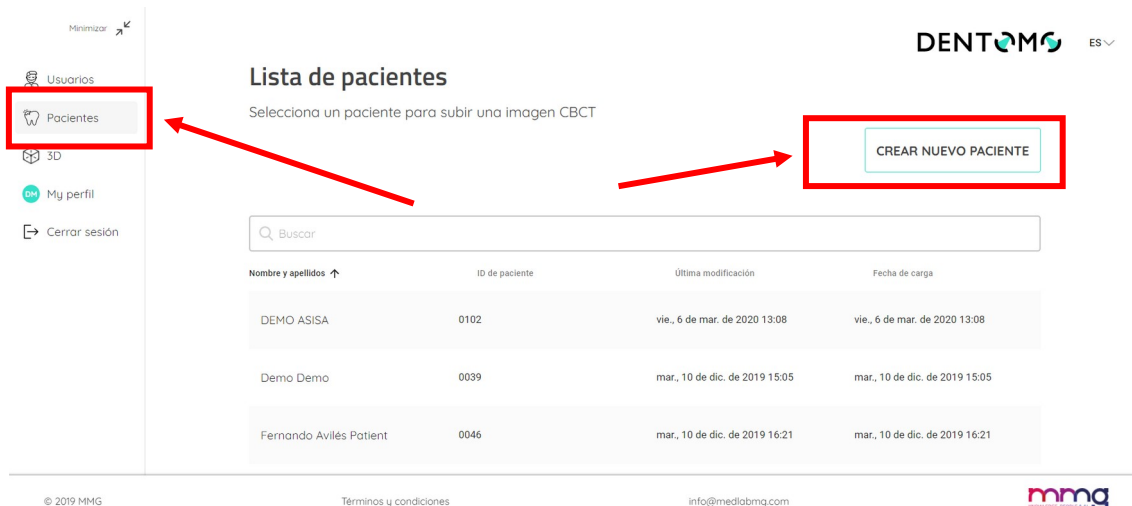 Minimizar
DENTOMG
ES
Usuarios
Lista de pacientes
Pacientes
Selecciona un paciente para subir una imagen CBCT
CREAR NUEVO PACIENTE
3D
DM My perfil
Cerrar sesión
Buscar
Nombre y apellidos ID de paciente Última modificación Fecha de carga
DEMO ASISA 0102 vie., 6 de mar. de 2020 13:08 vie., 6 de mar. de 2020 13:08
Demo Demo 0039 mar., 10 de dic. de 2019 15:05 mar., 10 de dic. de 2019 15:05
Fernando Avilés Patient 0046 mar., 10 de dic. de 2019 16:21 mar., 10 de dic. de 2019 16:21
© 2019 MMG Términos y condiciones info@medlabmg.com mmg